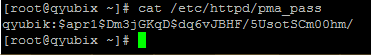 [root@qyubix ~]# cat /etc/httpd/pma_pass
qyubik:$apr1$Dm3jGKqD$dq6vJBHF/5UsotSCm00hm/
[root@qyubix ~]#